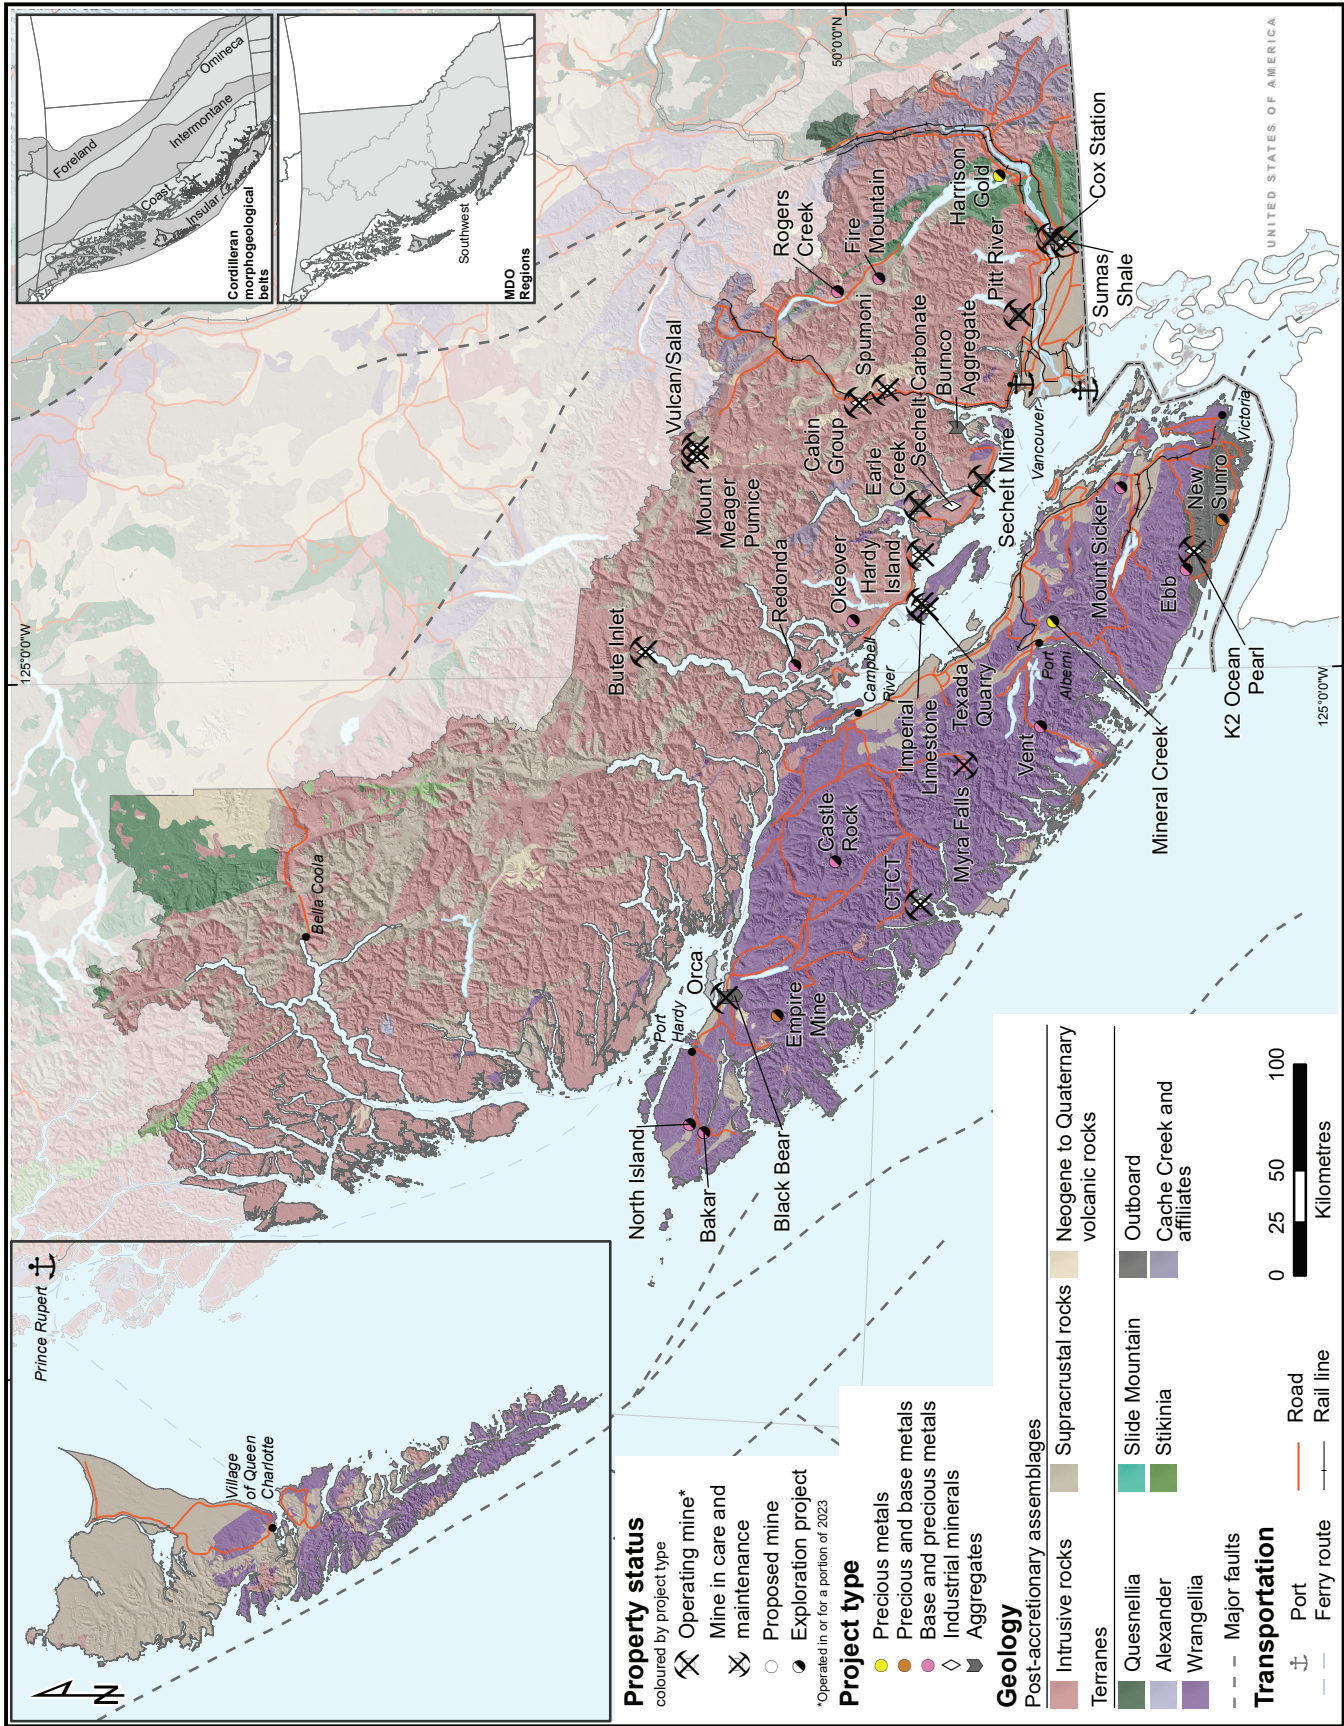 Prince Rupert
Village
of Queen
Charlotte
N
125°0'0"W
50°0'0"N
125°0'0"W
UNITED STATES OF AMERICA
Foreland
Omineca
Intermontane
Coast
Insular
Cordilleran
morphogeological
belts
Southwest
MDO
Regions
Bella Coola
Bute Inlet
Mount
Meager
Pumice
Vulcan/Salal
Rogers
Creek
Fire
Mountain
Harrison
Gold
Spumoni
Cabin
Group
Earle
Creek
Sechelt Carbonate
Burnco
Aggregate
Pitt River
Cox Station
Sumas
Shale
Redonda
Okeover
Hardy
Island
Sechelt Mine
Vancouver
Campbell
River
Imperial
Limestone
Texada
Quarry
Port
Hardy
Orca
North Island
Bakar
Black Bear
Empire
Mine
Castle
Rock
CTCT
Myra Falls
Vent
Port
Alberni
Mineral Creek
Mount Sicker
Ebb
New
Sunro
Victoria
K2 Ocean
Pearl
Property status
coloured by project type
Operating mine*
Mine in care and
maintenance
Proposed mine
Exploration project
*Operated in or for a portion of 2023
Project type
Precious metals
Precious and base metals
Base and precious metals
Industrial minerals
Aggregates
Geology
Post-accretionary assemblages
Intrusive rocks
Supracrustal rocks
Neogene to Quaternary
volcanic rocks
Terranes
Quesnellia
Alexander
Wrangellia
Slide Mountain
Stikinia
Outboard
Cache Creek and
affiliates
Major faults
Transportation
Port
Ferry route
Road
Rail line
0 25 50 100
Kilometres